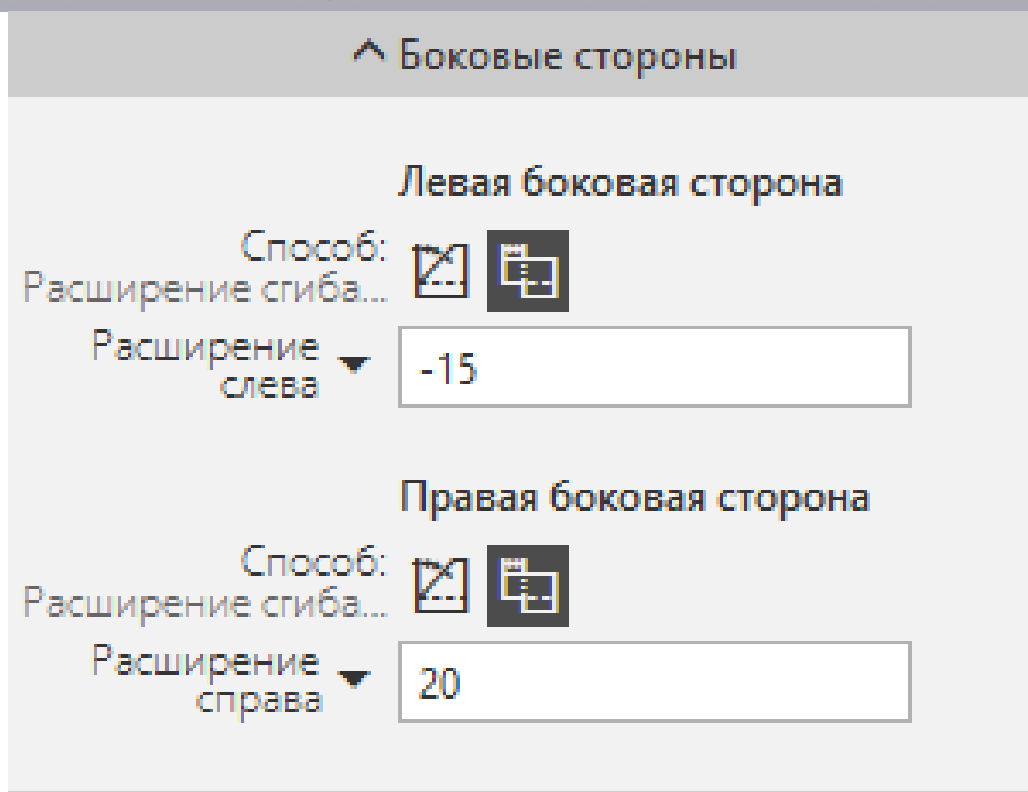 Боковые стороны
Левая боковая сторона
Способ:
Расширение сгиба...
Расширение
слева
-15
Правая боковая сторона
Способ:
Расширение сгиба...
Расширение
справа
20